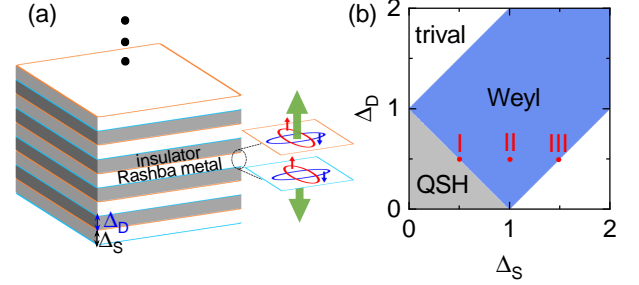 (a)
insulator
Rashba metal
Δ_D
Δ_S
(b)
2
1
0
Δ_D
trival
Weyl
I II III
QSH
0 1 2
Δ_S